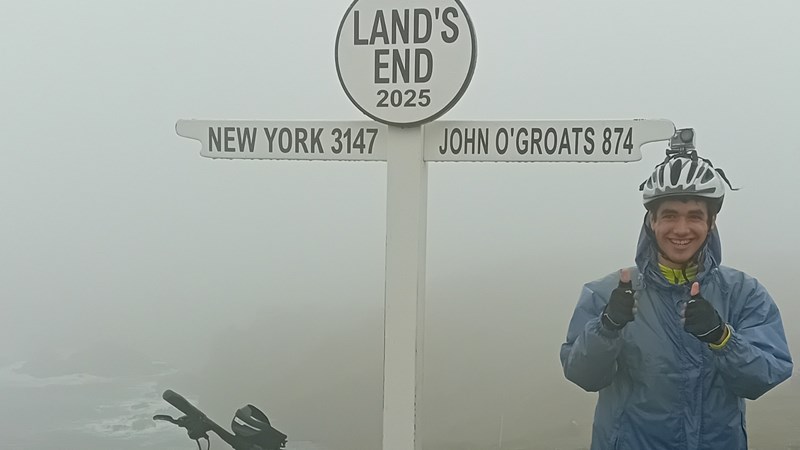 LAND'S
END
2025
NEW YORK 3147
JOHN O'GROATS 874